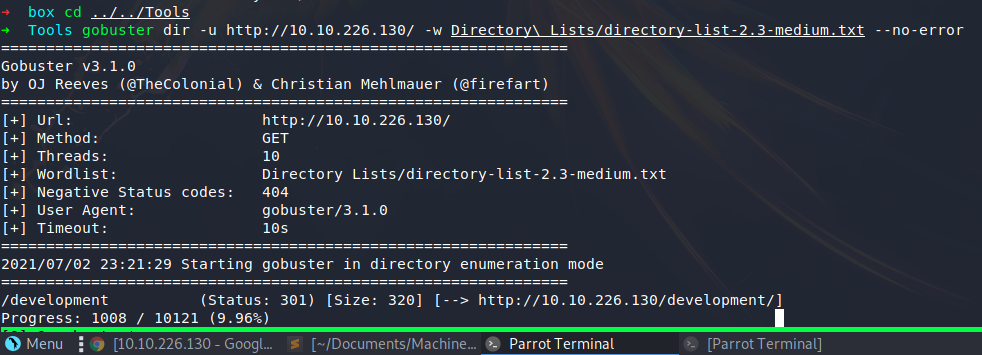 ➜  box cd ../../Tools
➜  Tools gobuster dir -u http://10.10.226.130/ -w Directory\ Lists/directory-list-2.3-medium.txt --no-error
===============================================================
Gobuster v3.1.0
by OJ Reeves (@TheColonial) & Christian Mehlmauer (@firefart)
===============================================================
[+] Url:                     http://10.10.226.130/
[+] Method:                  GET
[+] Threads:                 10
[+] Wordlist:                Directory Lists/directory-list-2.3-medium.txt
[+] Negative Status codes:   404
[+] User Agent:              gobuster/3.1.0
[+] Timeout:                 10s
===============================================================
2021/07/02 23:21:29 Starting gobuster in directory enumeration mode
===============================================================
/development          (Status: 301) [Size: 320] [--> http://10.10.226.130/development/]
Progress: 1008 / 10121 (9.96%)
Menu [10.10.226.130 - Googl... [~/Documents/Machine... Parrot Terminal [Parrot Terminal]